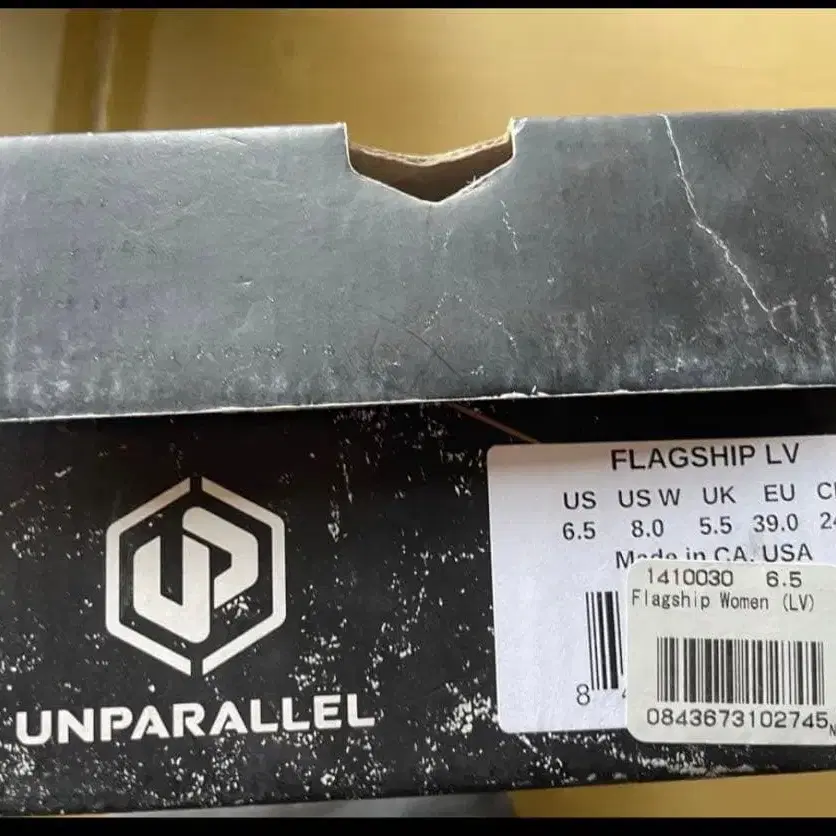 UNPARALLEL
FLAGSHIP LV
US US W UK EU
6.5 8.0 5.5 39.0
Made in CA, USA
8
1410030 6.5
Flagship Women (LV)
0843673102745